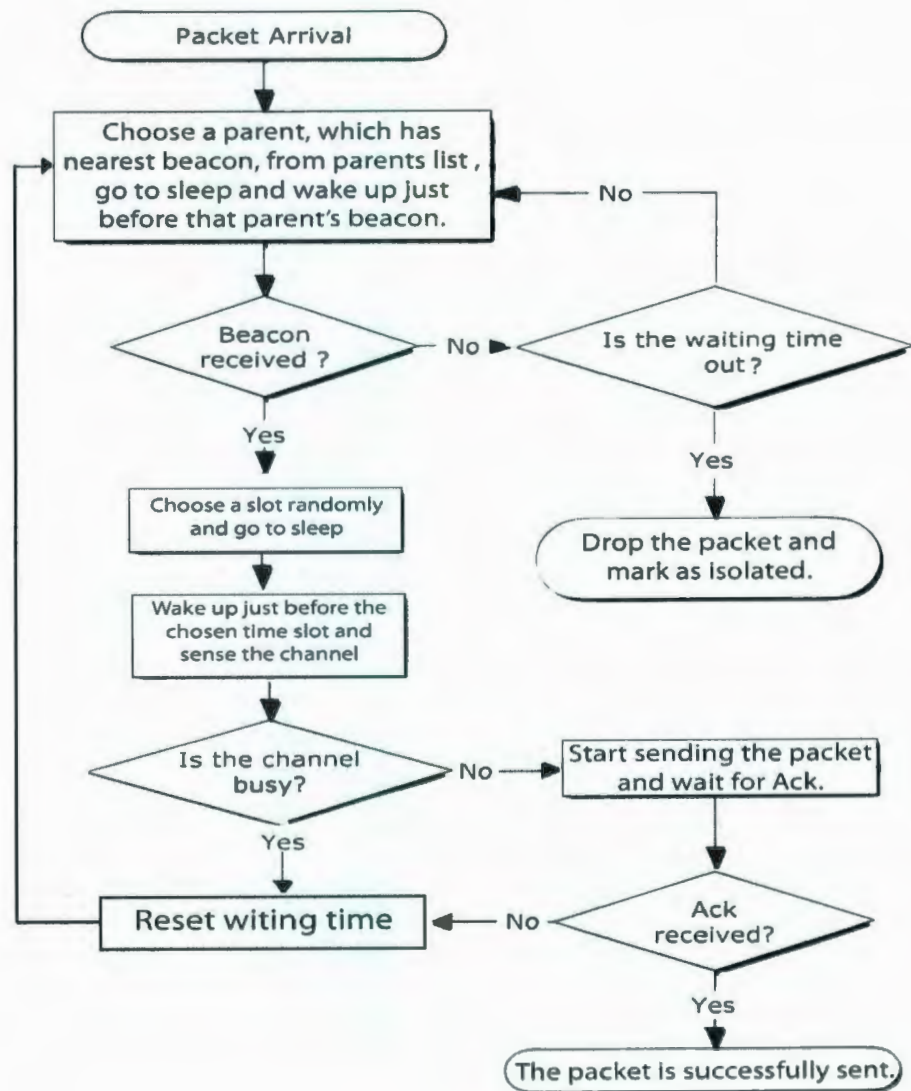 Packet Arrival
Choose a parent, which has
nearest beacon, from parents list ,
go to sleep and wake up just
before that parent's beacon.
No
Beacon
received ?
No
Is the waiting time
out ?
Yes
Yes
Choose a slot randomly
and go to sleep
Drop the packet and
mark as isolated.
Wake up just before the
chosen time slot and
sense the channel
Is the channel
busy?
No
Start sending the packet
and wait for Ack.
Yes
Reset witing time
No
Ack
received?
Yes
The packet is successfully sent.